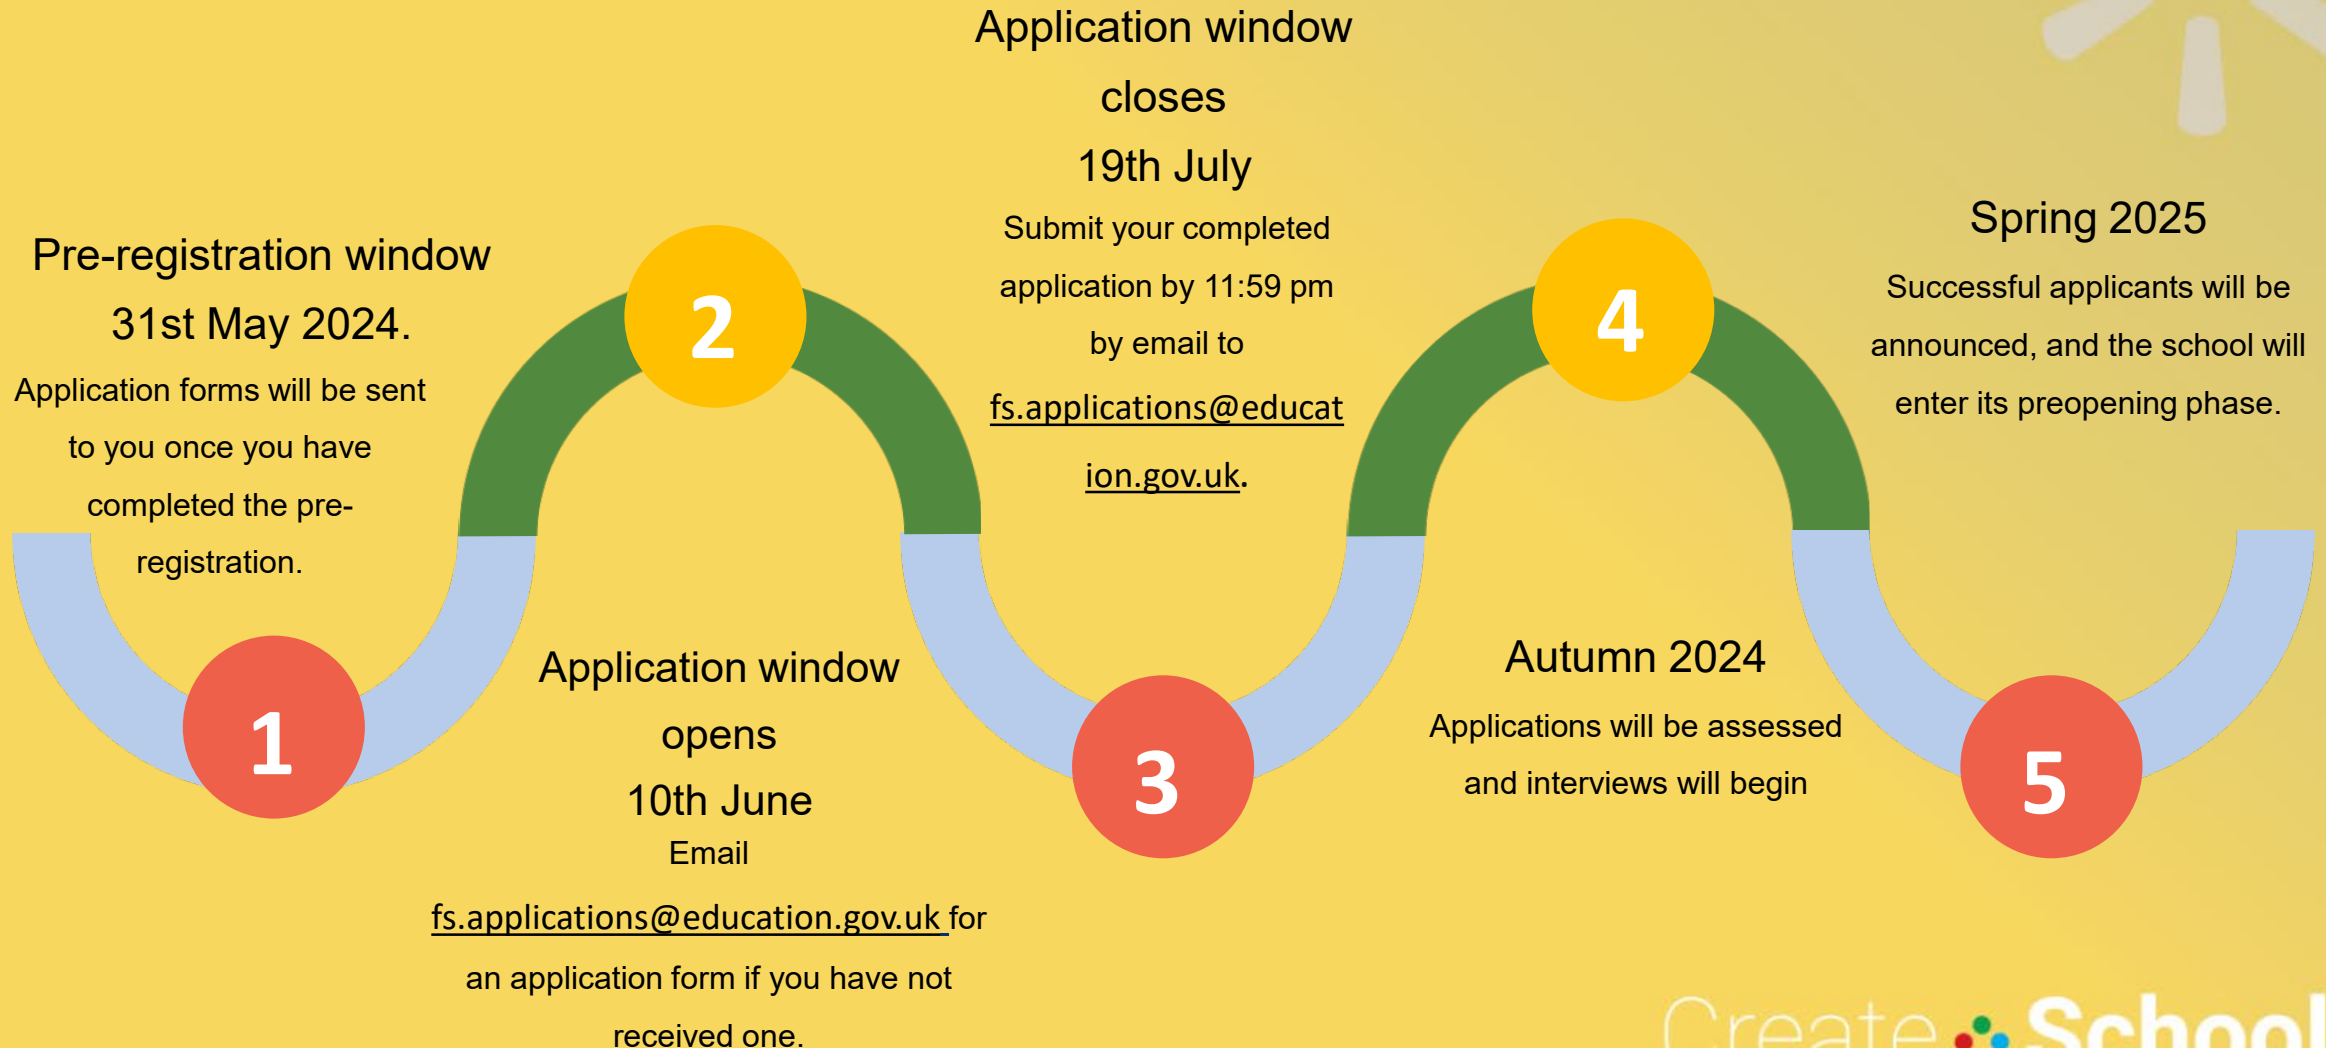 Pre-registration window
31st May 2024.
Application forms will be sent
to you once you have
completed the pre-
registration.
1
2
Application window
opens
10th June
Email
fs.applications@education.gov.uk for
an application form if you have not
received one.
Application window
closes
19th July
Submit your completed
application by 11:59 pm
by email to
fs.applications@educat
ion.gov.uk.
3
4
Autumn 2024
Applications will be assessed
and interviews will begin
Spring 2025
Successful applicants will be
announced, and the school will
enter its preopening phase.
5
Create School